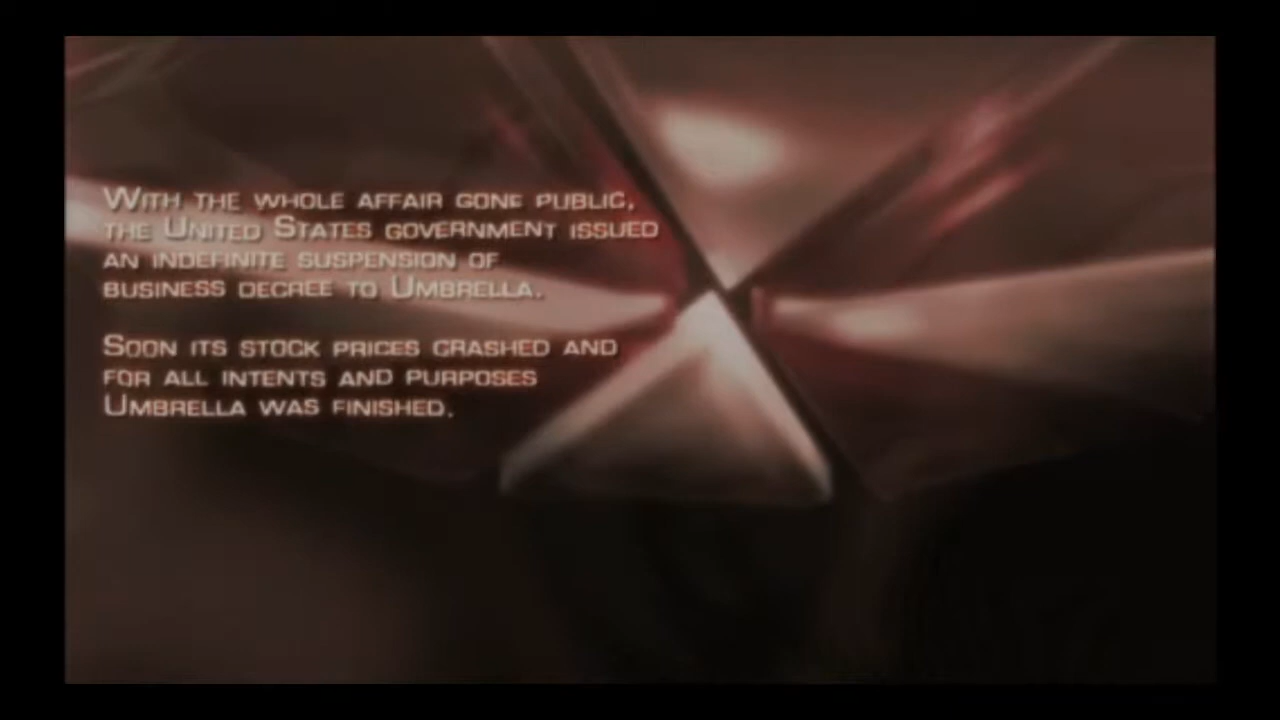 WITH THE WHOLE AFFAIR GONE PUBLIC,
THE UNITED STATES GOVERNMENT ISSUED
AN INDEFINITE SUSPENSION OF
BUSINESS DECREE TO UMBRELLA.
SOON ITS STOCK PRICES CRASHED AND
FOR ALL INTENTS AND PURPOSES
UMBRELLA WAS FINISHED.